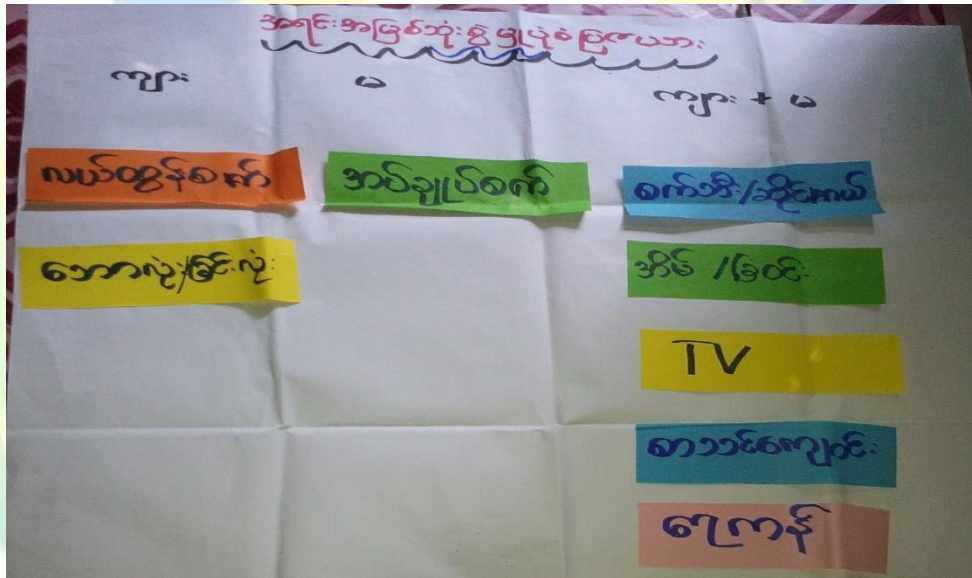 အရင်းအမြစ်သုံးစွဲမှုပုံစံပြဇယား
ကျား မ ကျား + မ
လယ်ထွန်စက် အပ်ချုပ်စက် စက်ဘီး/ဆိုင်ကယ်
ဘောလုံး/ခြင်းလုံး အိမ် /ခြံဝင်း
TV
စာသင်ကျောင်း
ရေကန်